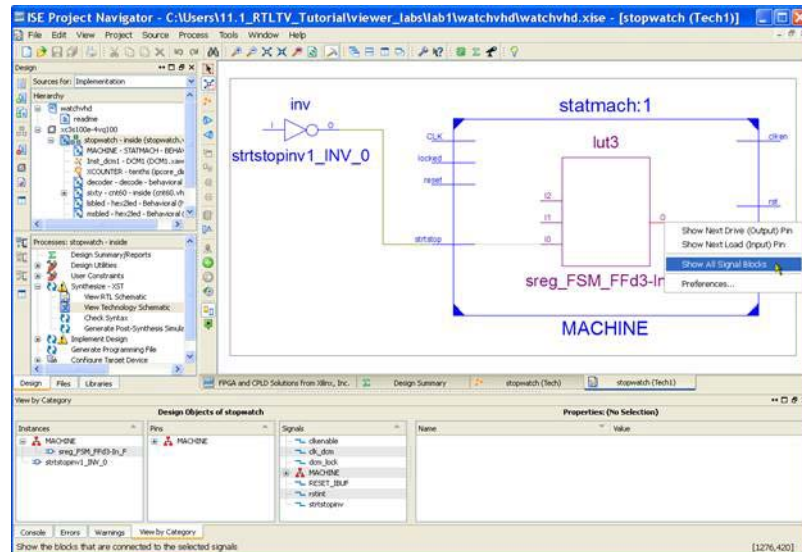 ISE Project Navigator - C:\Users\11.1_RTLTV_Tutorial\viewer_labs\lab1\watchvhd\watchvhd.xise - [stopwatch (Tech1)]
File Edit View Project Source Process Tools Window Help
Design
Sources for: Implementation
Hierarchy
watchvhd
readme
xc3s100e-4vq100
stopwatch - inside (stopwatch.
MACHINE - STATMACH - BEHA
Inst_dcm1 - DCM1 (DCM1.xaw
XCOUNTER - tenths (ipcore_di
decoder - decode - behavioral
sixty - cnt60 - inside (cnt60.vh
lsbled - hex2led - Behavioral (h
msbled - hex2led - Behavioral (
Processes: stopwatch - inside
Design Summary/Reports
Design Utilities
User Constraints
Synthesize - XST
View RTL Schematic
View Technology Schematic
Check Syntax
Generate Post-Synthesis Simula
Implement Design
Generate Programming File
Configure Target Device
Design Files Libraries
inv
I O
strtstopinv1_INV_0
statmach:1
CLK
locked
reset
strtstop
clken
rst
lut3
I2
I1
I0
O
sreg_FSM_FFd3-In
MACHINE
Show Next Drive (Output) Pin
Show Next Load (Input) Pin
Show All Signal Blocks
Preferences...
FPGA and CPLD Solutions from Xilinx, Inc. Design Summary stopwatch (Tech) stopwatch (Tech1)
View by Category
Design Objects of stopwatch
Properties: (No Selection)
Instances Pins Signals Name Value
MACHINE
sreg_FSM_FFd3-In_F
strtstopinv1_INV_0
MACHINE
clkenable
clk_dcm
dcm_lock
MACHINE
RESET_IBUF
rstint
strtstopinv
Console Errors Warnings View by Category
Show the blocks that are connected to the selected signals
[1276,420]